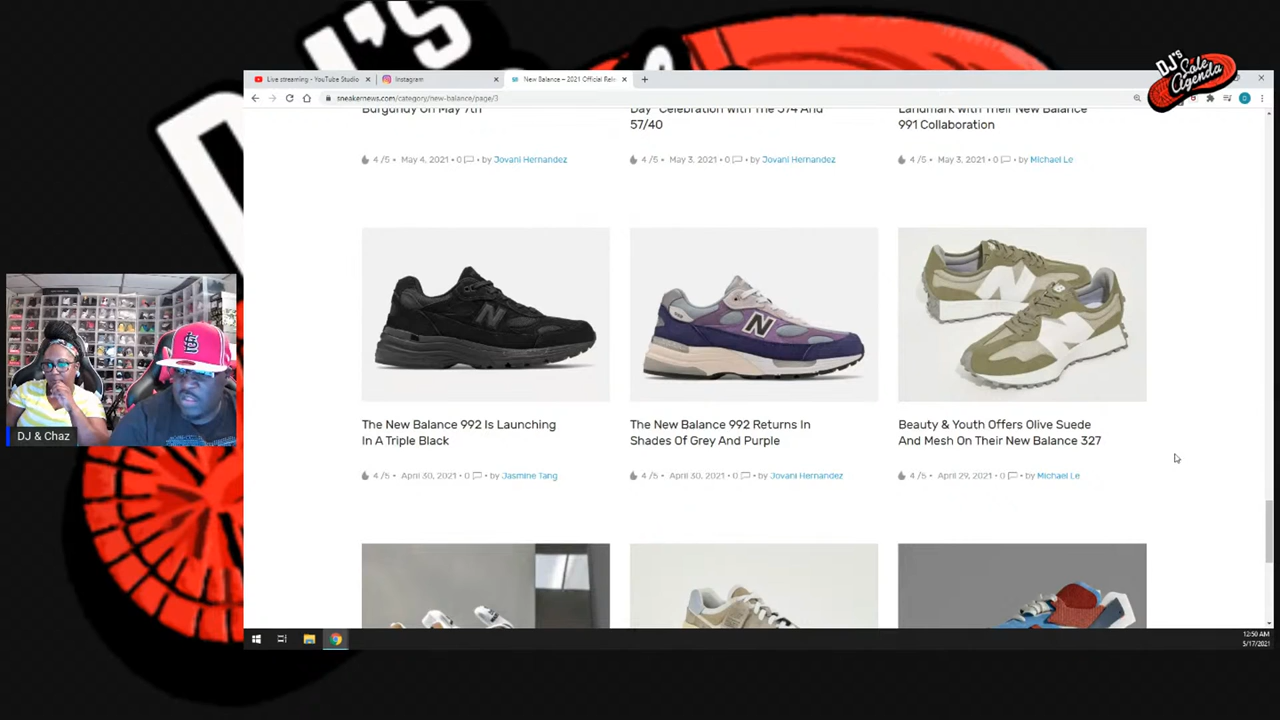 DJ's
DJ's
Sole
Agenda
Live streaming - YouTube Studio
Instagram
New Balance – 2021 Official Rele
sneakernews.com/category/new-balance/page/3
Burgundy On May 7th
Day" Celebration With The 574 And
57/40
Landmark With Their New Balance
991 Collaboration
4/5 • May 4, 2021 • 0 • by Jovani Hernandez
4/5 • May 3, 2021 • 0 • by Jovani Hernandez
4/5 • May 3, 2021 • 0 • by Michael Le
N
N
N
The New Balance 992 Is Launching
In A Triple Black
The New Balance 992 Returns In
Shades Of Grey And Purple
Beauty & Youth Offers Olive Suede
And Mesh On Their New Balance 327
4/5 • April 30, 2021 • 0 • by Jasmine Tang
4/5 • April 30, 2021 • 0 • by Jovani Hernandez
4/5 • April 29, 2021 • 0 • by Michael Le
DJ & Chaz
12:50 AM
5/17/2021